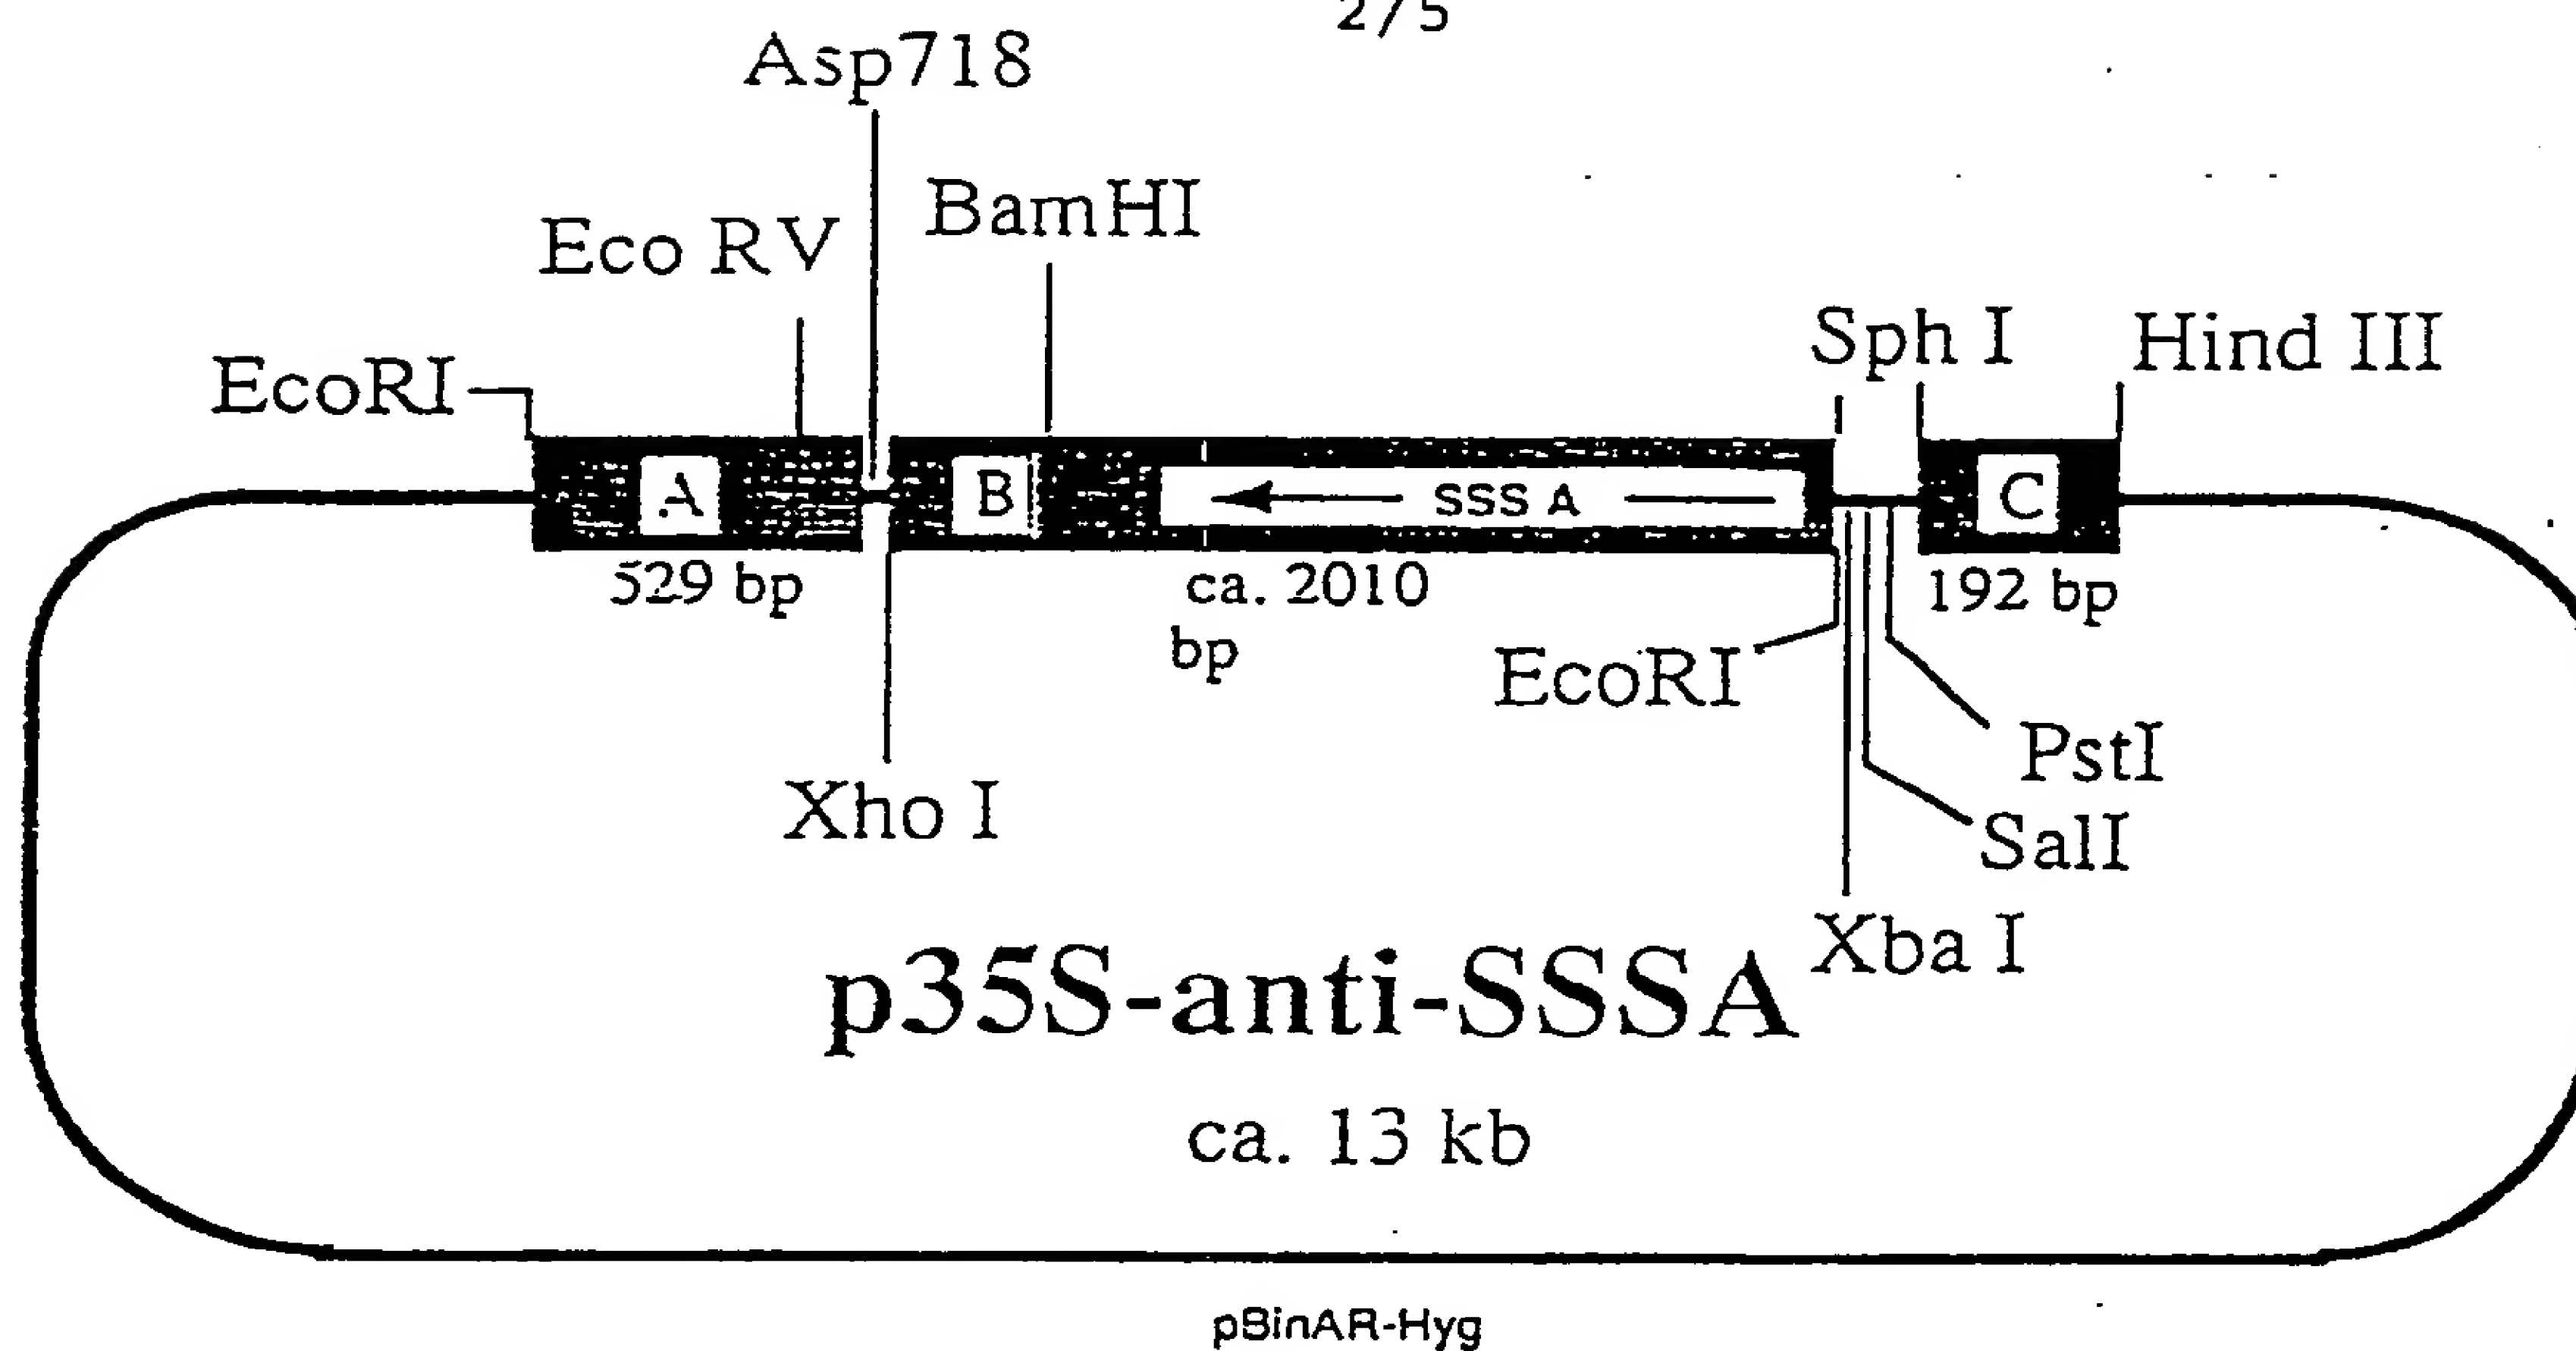 2/5
Asp718
BamHI
Eco RV
EcoRI
Sph I
Hind III
A
B
SSS A
C
529 bp
ca. 2010
bp
192 bp
EcoRI
PstI
Xho I
SalI
Xba I
p35S-anti-SSSA
ca. 13 kb
pBinAR-Hyg